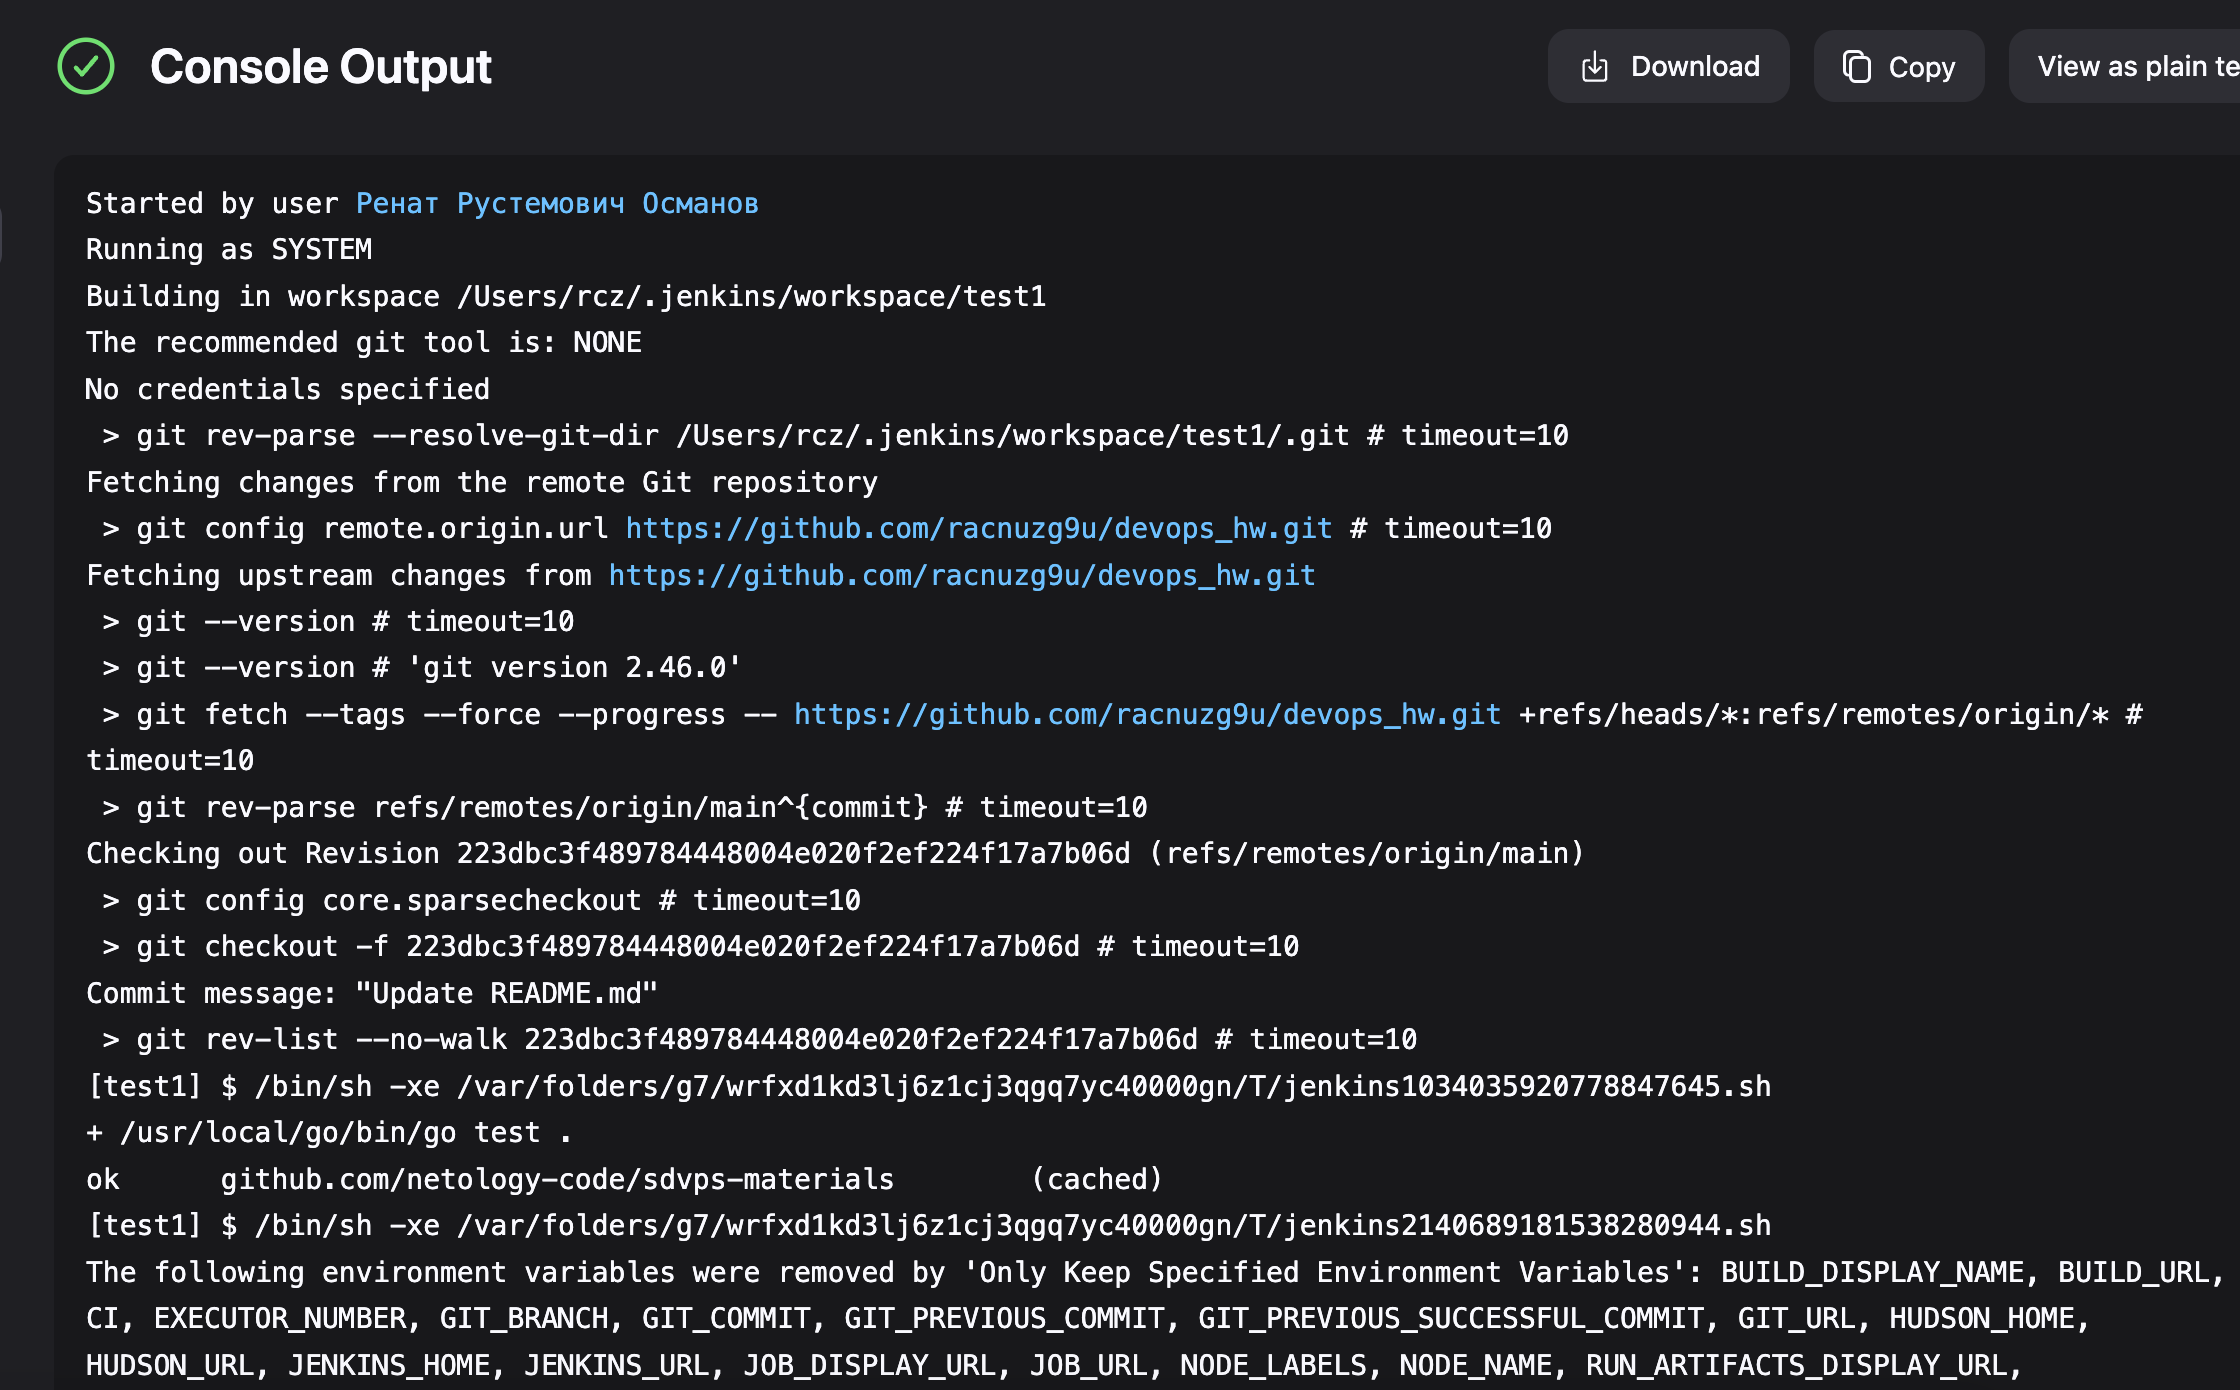 Console Output
Download
Copy
View as plain te
Started by user Ренат Рустемович Османов
Running as SYSTEM
Building in workspace /Users/rcz/.jenkins/workspace/test1
The recommended git tool is: NONE
No credentials specified
 > git rev-parse --resolve-git-dir /Users/rcz/.jenkins/workspace/test1/.git # timeout=10
Fetching changes from the remote Git repository
 > git config remote.origin.url https://github.com/racnuzg9u/devops_hw.git # timeout=10
Fetching upstream changes from https://github.com/racnuzg9u/devops_hw.git
 > git --version # timeout=10
 > git --version # 'git version 2.46.0'
 > git fetch --tags --force --progress -- https://github.com/racnuzg9u/devops_hw.git +refs/heads/*:refs/remotes/origin/* #
timeout=10
 > git rev-parse refs/remotes/origin/main^{commit} # timeout=10
Checking out Revision 223dbc3f489784448004e020f2ef224f17a7b06d (refs/remotes/origin/main)
 > git config core.sparsecheckout # timeout=10
 > git checkout -f 223dbc3f489784448004e020f2ef224f17a7b06d # timeout=10
Commit message: "Update README.md"
 > git rev-list --no-walk 223dbc3f489784448004e020f2ef224f17a7b06d # timeout=10
[test1] $ /bin/sh -xe /var/folders/g7/wrfxd1kd3lj6z1cj3qgq7yc40000gn/T/jenkins1034035920778847645.sh
+ /usr/local/go/bin/go test .
ok      github.com/netology-code/sdvps-materials        (cached)
[test1] $ /bin/sh -xe /var/folders/g7/wrfxd1kd3lj6z1cj3qgq7yc40000gn/T/jenkins2140689181538280944.sh
The following environment variables were removed by 'Only Keep Specified Environment Variables': BUILD_DISPLAY_NAME, BUILD_URL,
CI, EXECUTOR_NUMBER, GIT_BRANCH, GIT_COMMIT, GIT_PREVIOUS_COMMIT, GIT_PREVIOUS_SUCCESSFUL_COMMIT, GIT_URL, HUDSON_HOME,
HUDSON_URL, JENKINS_HOME, JENKINS_URL, JOB_DISPLAY_URL, JOB_URL, NODE_LABELS, NODE_NAME, RUN_ARTIFACTS_DISPLAY_URL,